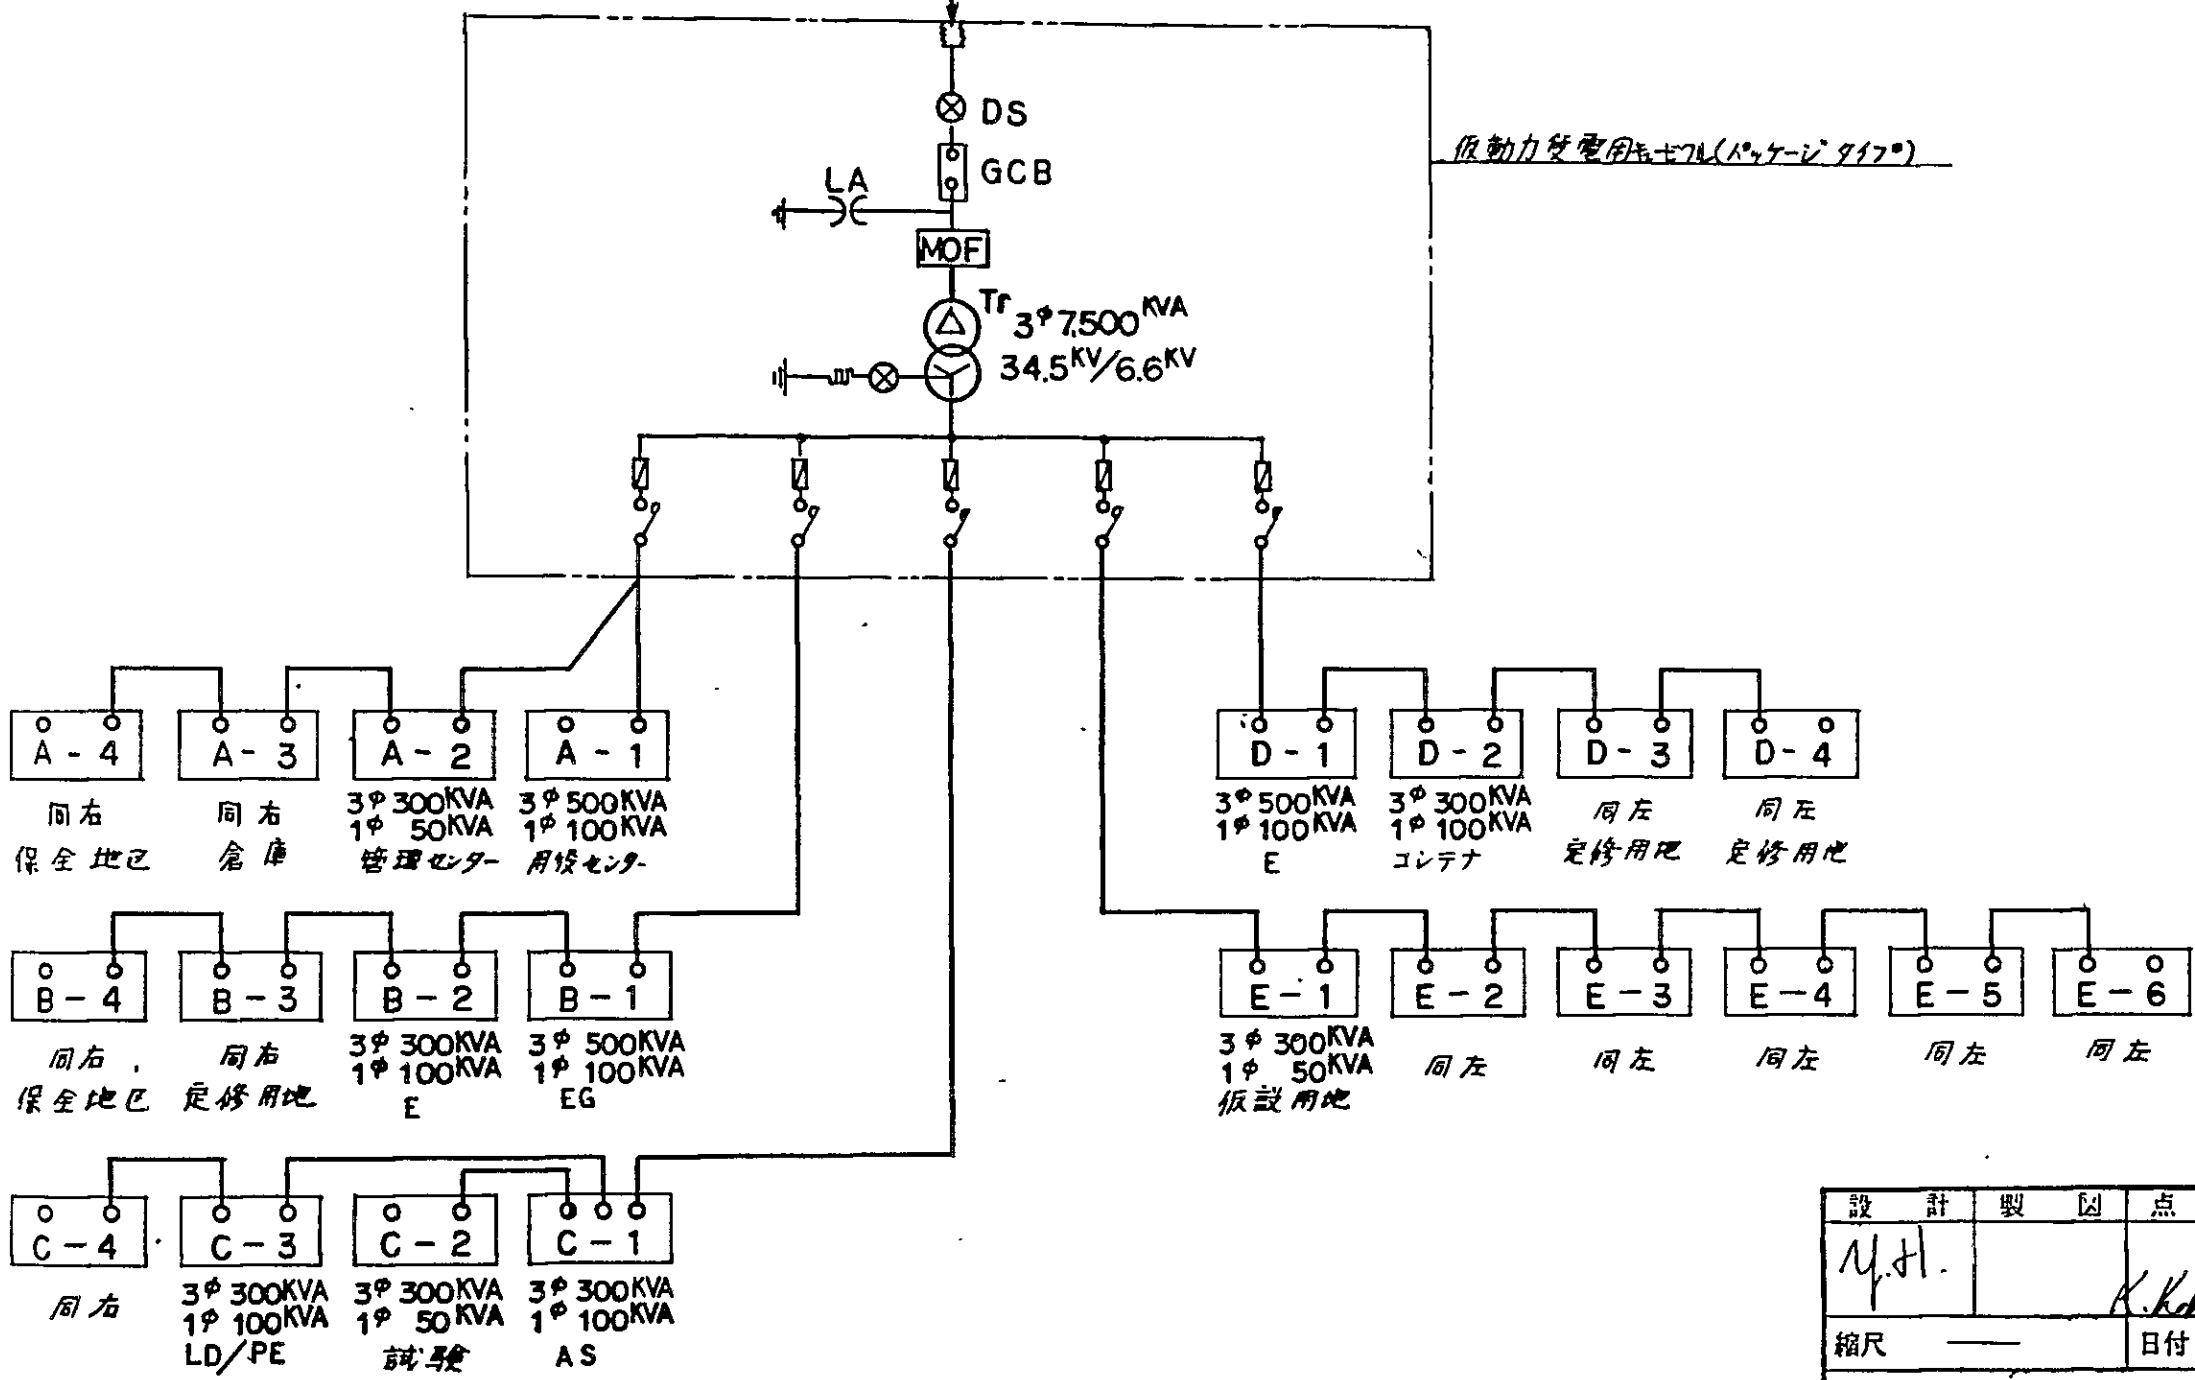 DS
GCB
LA
MOF
Tr
3φ 7,500KVA
34.5KV/6.6KV
仮動力受電用キュービクル(パッケージタイプ)
A-4
A-3
A-2
A-1
同右
保全地区
同右
倉庫
3φ 300KVA
1φ 50KVA
管理センター
3φ 500KVA
1φ 100KVA
用役センター
D-1
D-2
D-3
D-4
3φ 500KVA
1φ 100KVA
E
3φ 300KVA
1φ 100KVA
コンテナ
同左
定修用地
同左
定修用地
B-4
B-3
B-2
B-1
同右
保全地区
同右
定修用地
3φ 300KVA
1φ 100KVA
E
3φ 500KVA
1φ 100KVA
EG
E-1
E-2
E-3
E-4
E-5
E-6
3φ 300KVA
1φ 50KVA
仮設用地
同左
同左
同左
同左
同左
C-4
C-3
C-2
C-1
同右
3φ 300KVA
1φ 100KVA
LD/PE
3φ 300KVA
1φ 50KVA
試験
3φ 300KVA
1φ 100KVA
AS
設計
製図
点
Y.H.
縮尺 —
日付